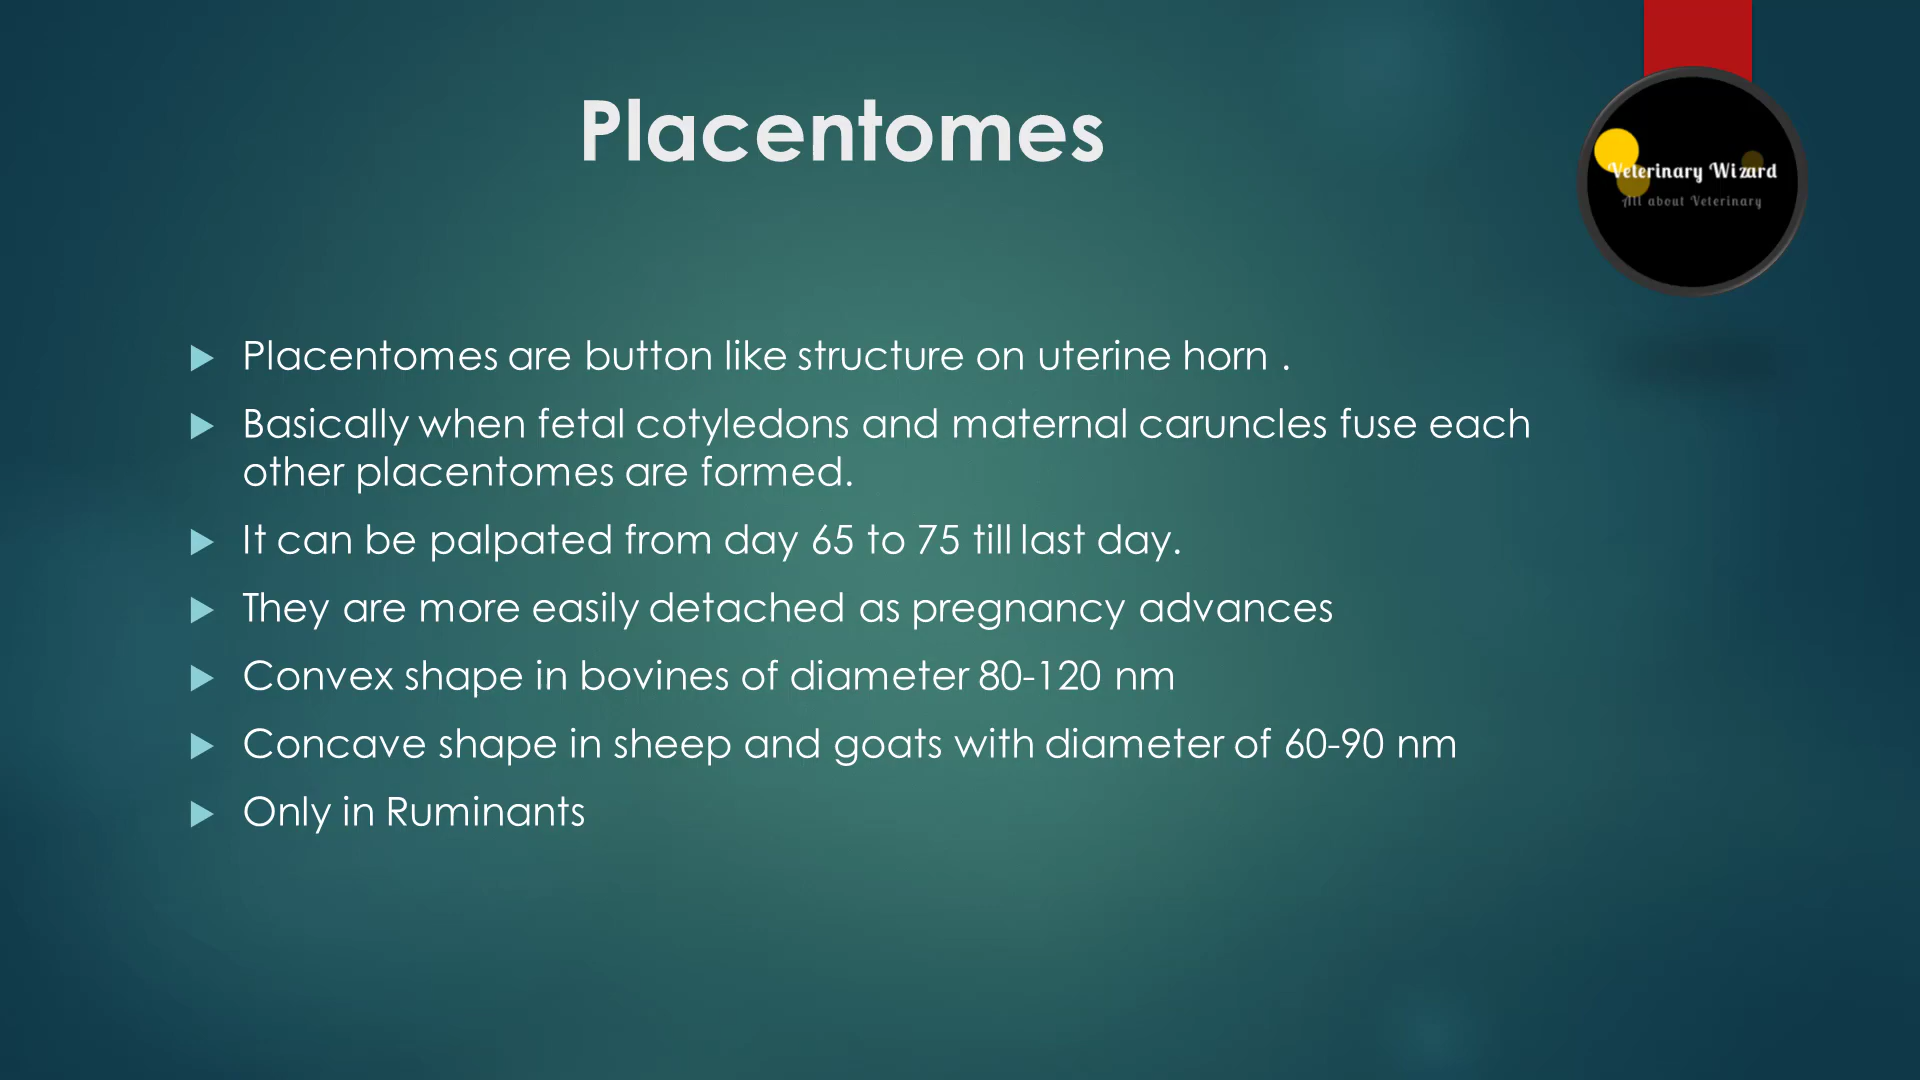 Placentomes
Veterinary Wizard
All about Veterinary
Placentomes are button like structure on uterine horn .
Basically when fetal cotyledons and maternal caruncles fuse each
other placentomes are formed.
It can be palpated from day 65 to 75 till last day.
They are more easily detached as pregnancy advances
Convex shape in bovines of diameter 80-120 nm
Concave shape in sheep and goats with diameter of 60-90 nm
Only in Ruminants